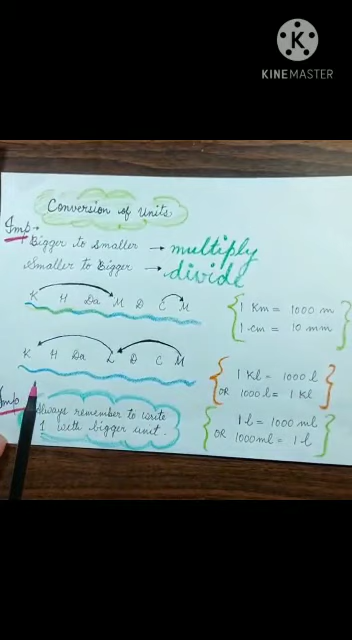 K
KINEMASTER
Conversion of Units
Imp→
Bigger to Smaller → multiply
Smaller to Bigger → divide
K H Da M D C M
1 Km = 1000 m
1 cm = 10 mm
K H Da L D C M
1 Kl = 1000 l
OR 1000 l = 1 Kl
Imp
Always remember to write
1 with bigger unit.
1 l = 1000 ml
OR 1000ml = 1 l